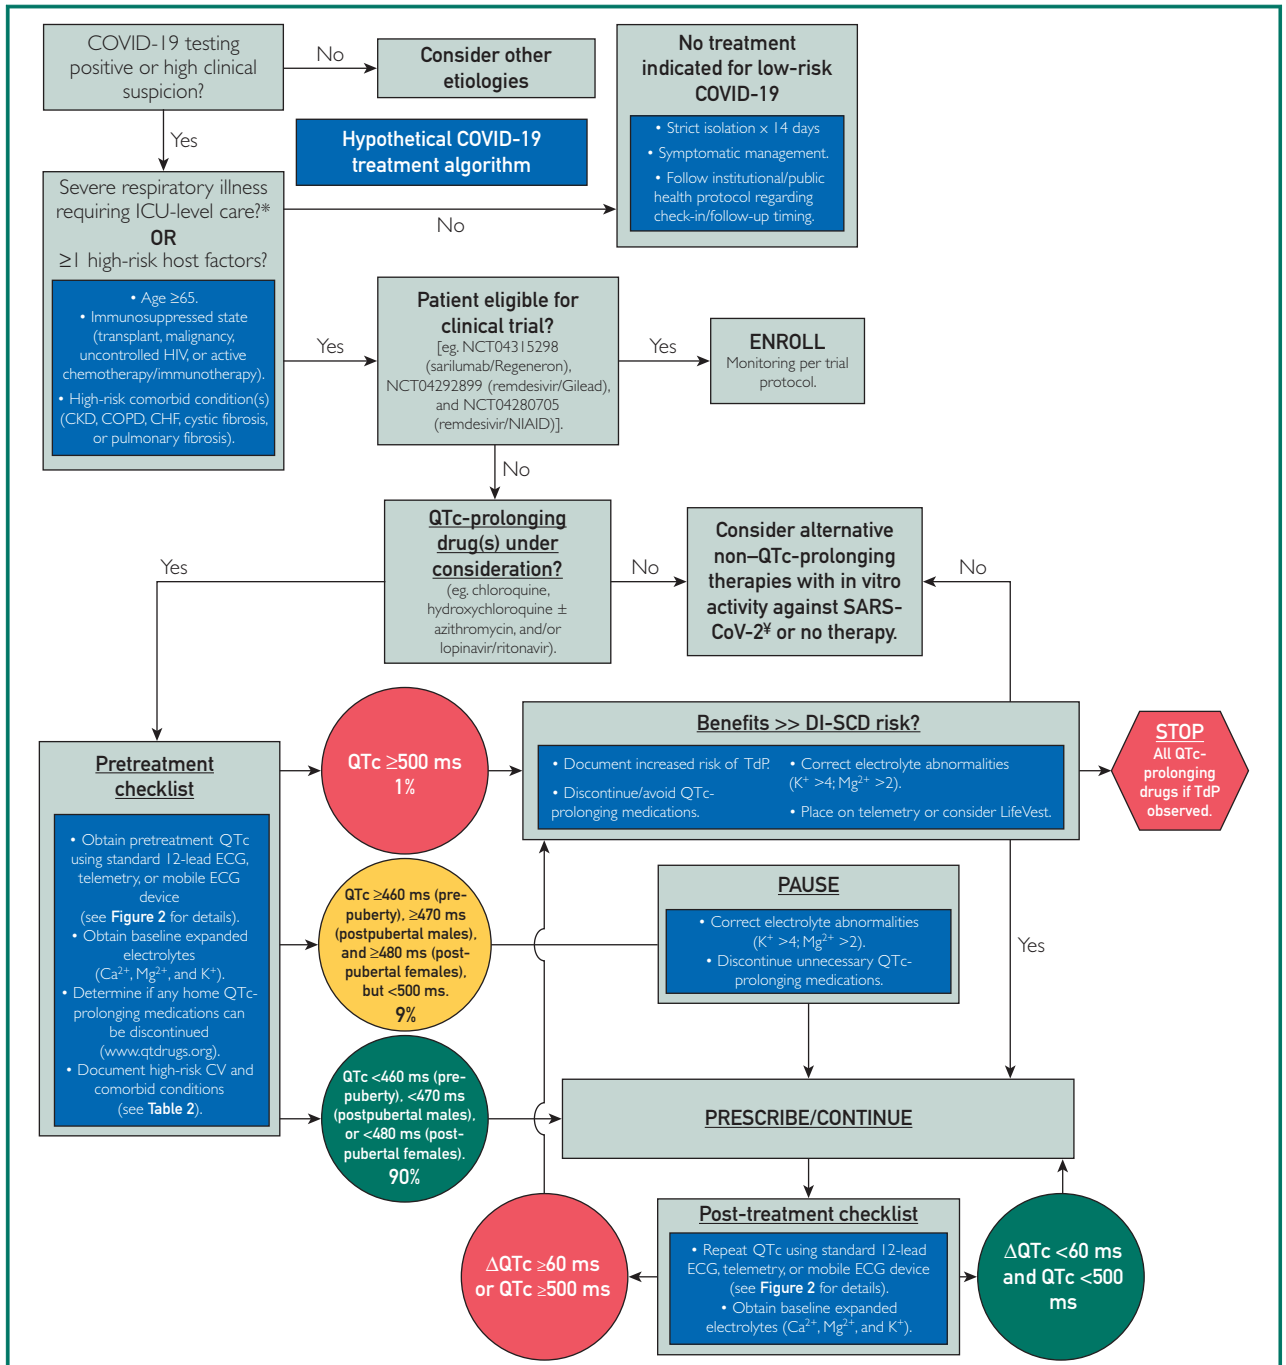 COVID-19 testing
positive or high clinical
suspicion?
No
Consider other
etiologies
No treatment
indicated for low-risk
COVID-19
• Strict isolation x 14 days
• Symptomatic management.
• Follow institutional/public
health protocol regarding
check-in/follow-up timing.
Yes
Hypothetical COVID-19
treatment algorithm
Severe respiratory illness
requiring ICU-level care?*
OR
≥1 high-risk host factors?
• Age ≥65.
• Immunosuppressed state
(transplant, malignancy,
uncontrolled HIV, or active
chemotherapy/immunotherapy).
• High-risk comorbid condition(s)
(CKD, COPD, CHF, cystic fibrosis,
or pulmonary fibrosis).
No
Yes
Patient eligible for
clinical trial?
[eg. NCT04315298
(sarilumab/Regeneron),
NCT04292899 (remdesivir/Gilead),
and NCT04280705
(remdesivir/NIAID)].
Yes
ENROLL
Monitoring per trial
protocol.
No
QTc-prolonging
drug(s) under
consideration?
(eg. chloroquine,
hydroxychloroquine ±
azithromycin, and/or
lopinavir/ritonavir).
Yes
No
Consider alternative
non–QTc-prolonging
therapies with in vitro
activity against SARS-
CoV-2¥ or no therapy.
No
Pretreatment
checklist
• Obtain pretreatment QTc
using standard 12-lead ECG,
telemetry, or mobile ECG
device
(see Figure 2 for details).
• Obtain baseline expanded
electrolytes
(Ca²⁺, Mg²⁺, and K⁺).
• Determine if any home QTc-
prolonging medications can
be discontinued
(www.qtdrugs.org).
• Document high-risk CV and
comorbid conditions
(see Table 2).
QTc ≥500 ms
1%
Benefits >> DI-SCD risk?
• Document increased risk of TdP.
• Discontinue/avoid QTc-
prolonging medications.
• Correct electrolyte abnormalities
(K⁺ >4; Mg²⁺ >2).
• Place on telemetry or consider LifeVest.
STOP
All QTc-
prolonging
drugs if TdP
observed.
QTc ≥460 ms (pre-
puberty), ≥470 ms
(postpubertal males),
and ≥480 ms (post-
pubertal females),
but <500 ms.
9%
PAUSE
• Correct electrolyte abnormalities
(K⁺ >4; Mg²⁺ >2).
• Discontinue unnecessary QTc-
prolonging medications.
Yes
QTc <460 ms (pre-
puberty), <470 ms
(postpubertal males),
or <480 ms (post-
pubertal females).
90%
PRESCRIBE/CONTINUE
ΔQTc ≥60 ms
or QTc ≥500 ms
Post-treatment checklist
• Repeat QTc using standard 12-lead
ECG, telemetry, or mobile ECG device
(see Figure 2 for details).
• Obtain baseline expanded
electrolytes (Ca²⁺, Mg²⁺, and K⁺).
ΔQTc <60 ms
and QTc <500
ms